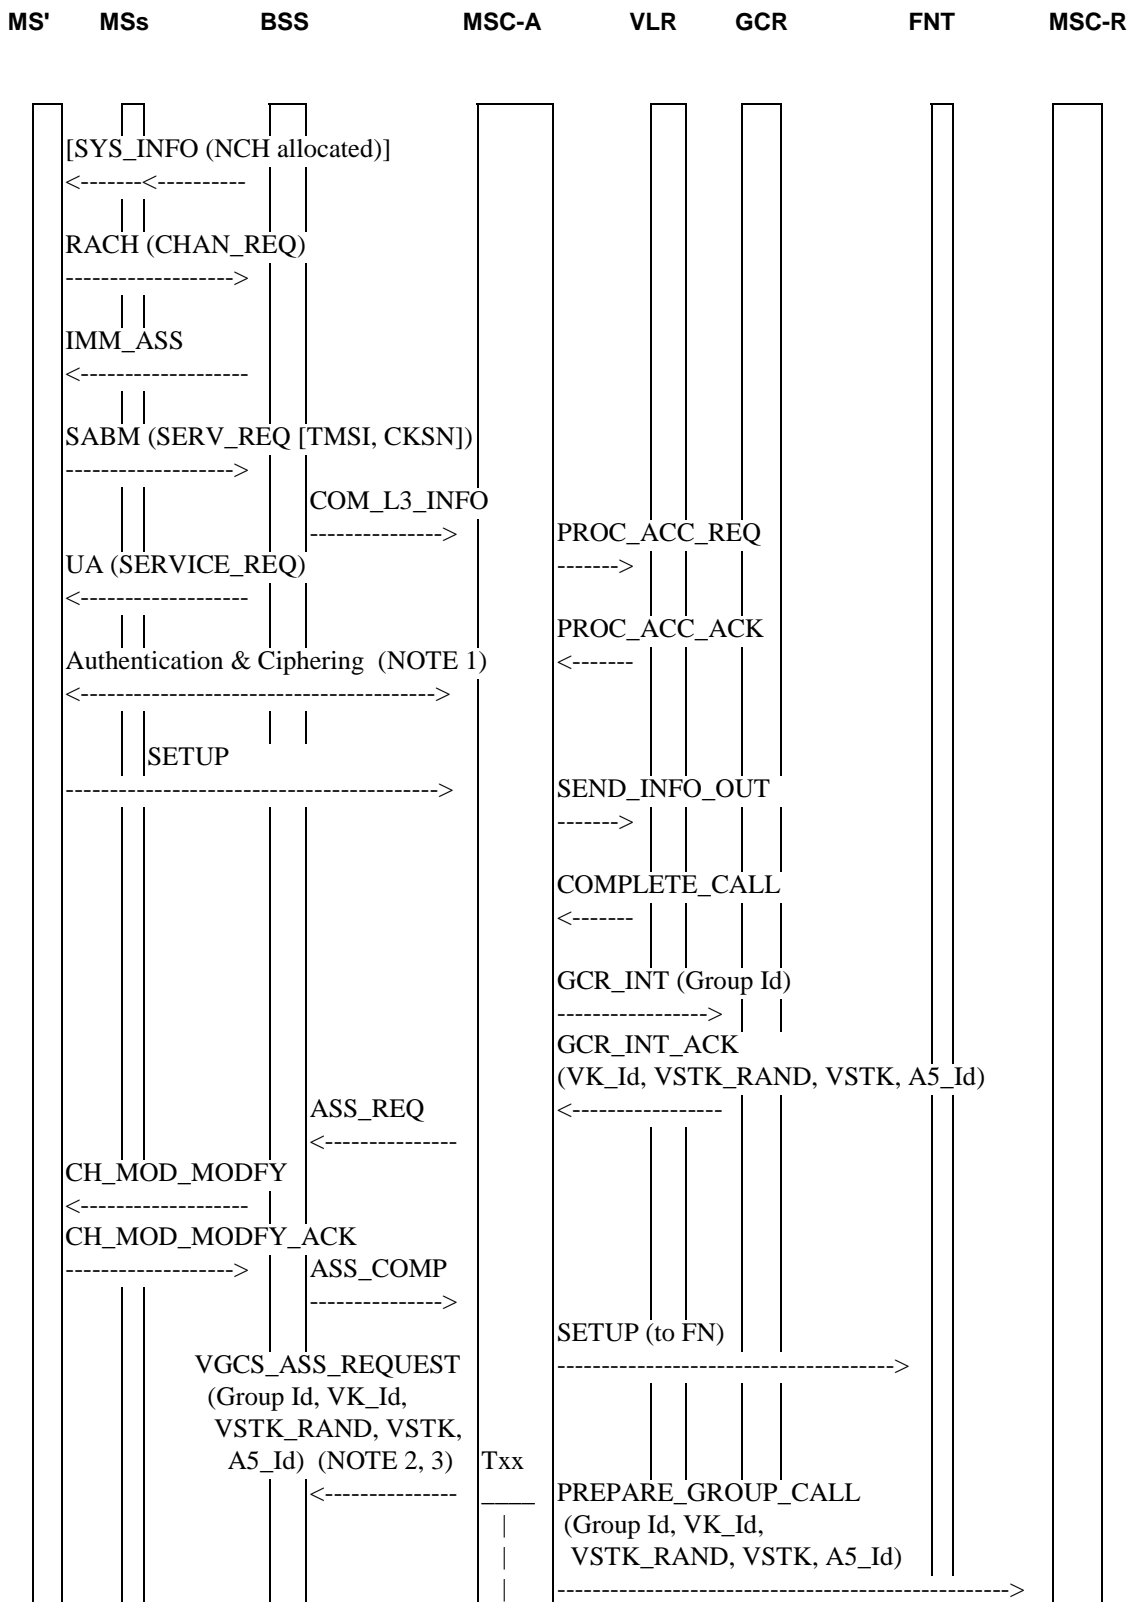 MS' MSs BSS MSC-A VLR GCR FNT MSC-R
[SYS_INFO (NCH allocated)]
<-------<----------
RACH (CHAN_REQ)
------------------->
IMM_ASS
<-------------------
SABM (SERV_REQ [TMSI, CKSN])
------------------->
COM_L3_INFO
---------------> PROC_ACC_REQ
UA (SERVICE_REQ) ------->
<-------------------
PROC_ACC_ACK
Authentication & Ciphering (NOTE 1) <-------
<---------------------------------------->
SETUP
------------------------------------------> SEND_INFO_OUT
------->
COMPLETE_CALL
<-------
GCR_INT (Group Id)
----------------->
GCR_INT_ACK
(VK_Id, VSTK_RAND, VSTK, A5_Id)
ASS_REQ <-----------------
<---------------
CH_MOD_MODFY
<-------------------
CH_MOD_MODFY_ACK
-------------------> ASS_COMP
--------------->
SETUP (to FN)
VGCS_ASS_REQUEST -------------------------------------->
(Group Id, VK_Id,
VSTK_RAND, VSTK,
A5_Id) (NOTE 2, 3) Txx
<--------------- ____ PREPARE_GROUP_CALL
| (Group Id, VK_Id,
| VSTK_RAND, VSTK, A5_Id)
| --------------------------------------------------->